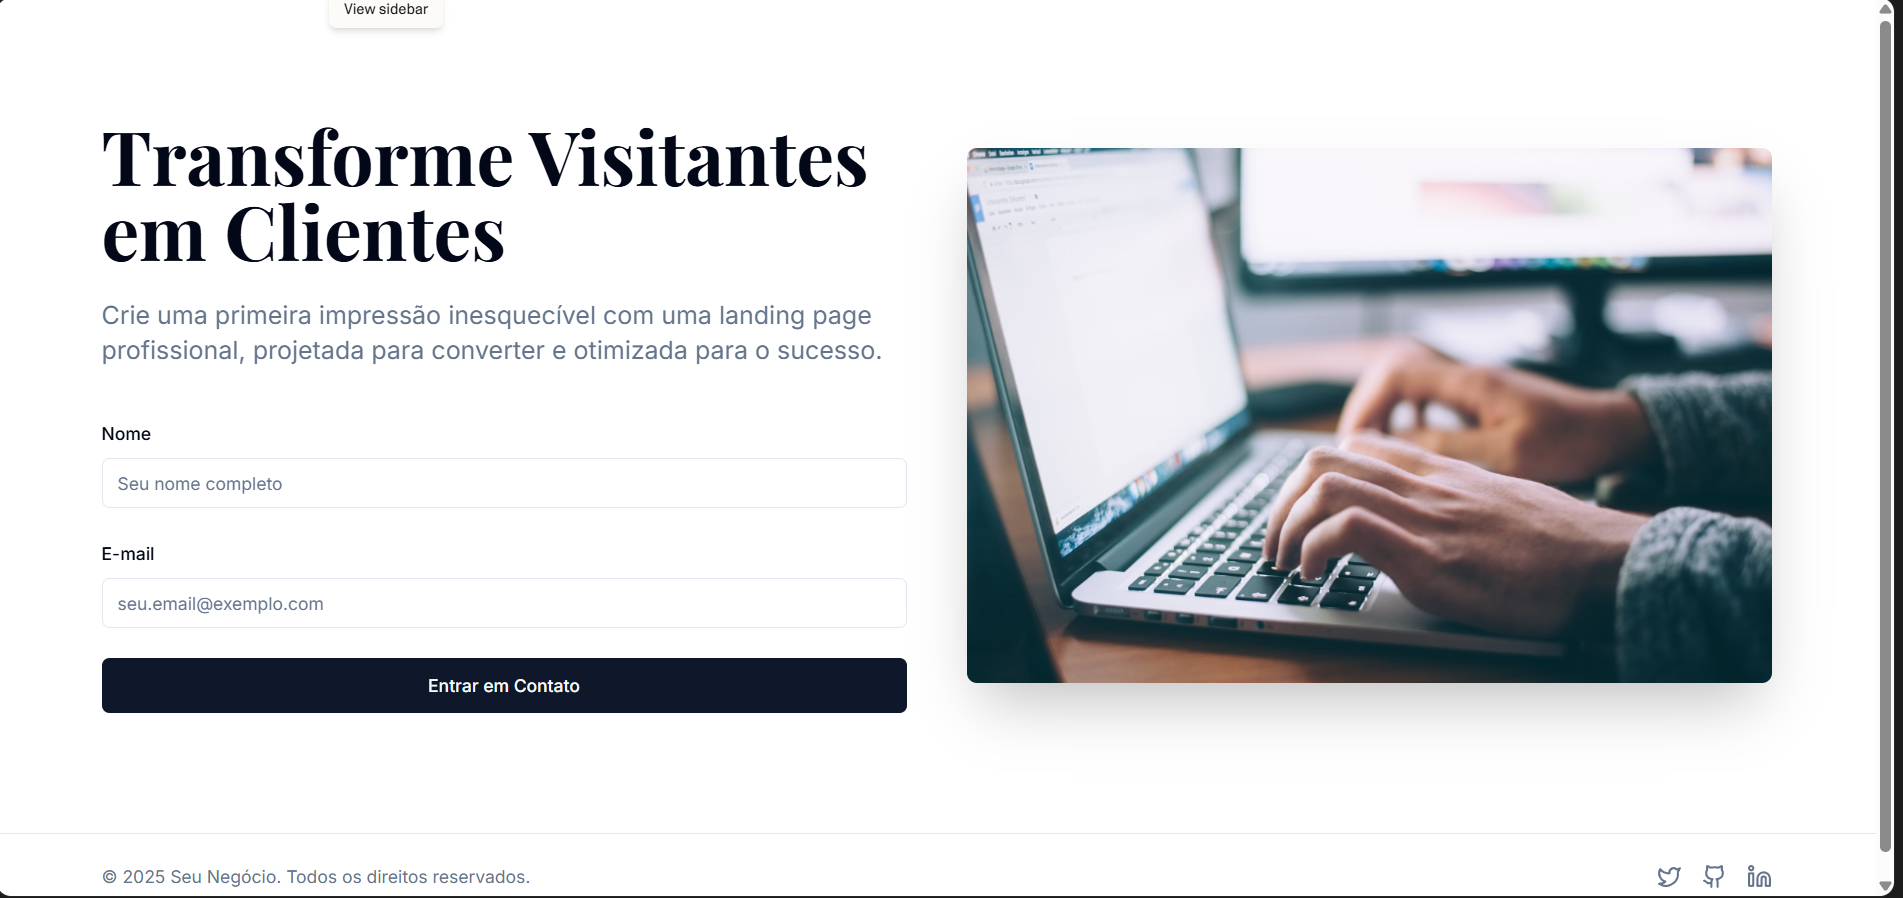 View sidebar
Transforme Visitantes
em Clientes
Crie uma primeira impressão inesquecível com uma landing page
profissional, projetada para converter e otimizada para o sucesso.
Nome
Seu nome completo
E-mail
seu.email@exemplo.com
Entrar em Contato
© 2025 Seu Negócio. Todos os direitos reservados.